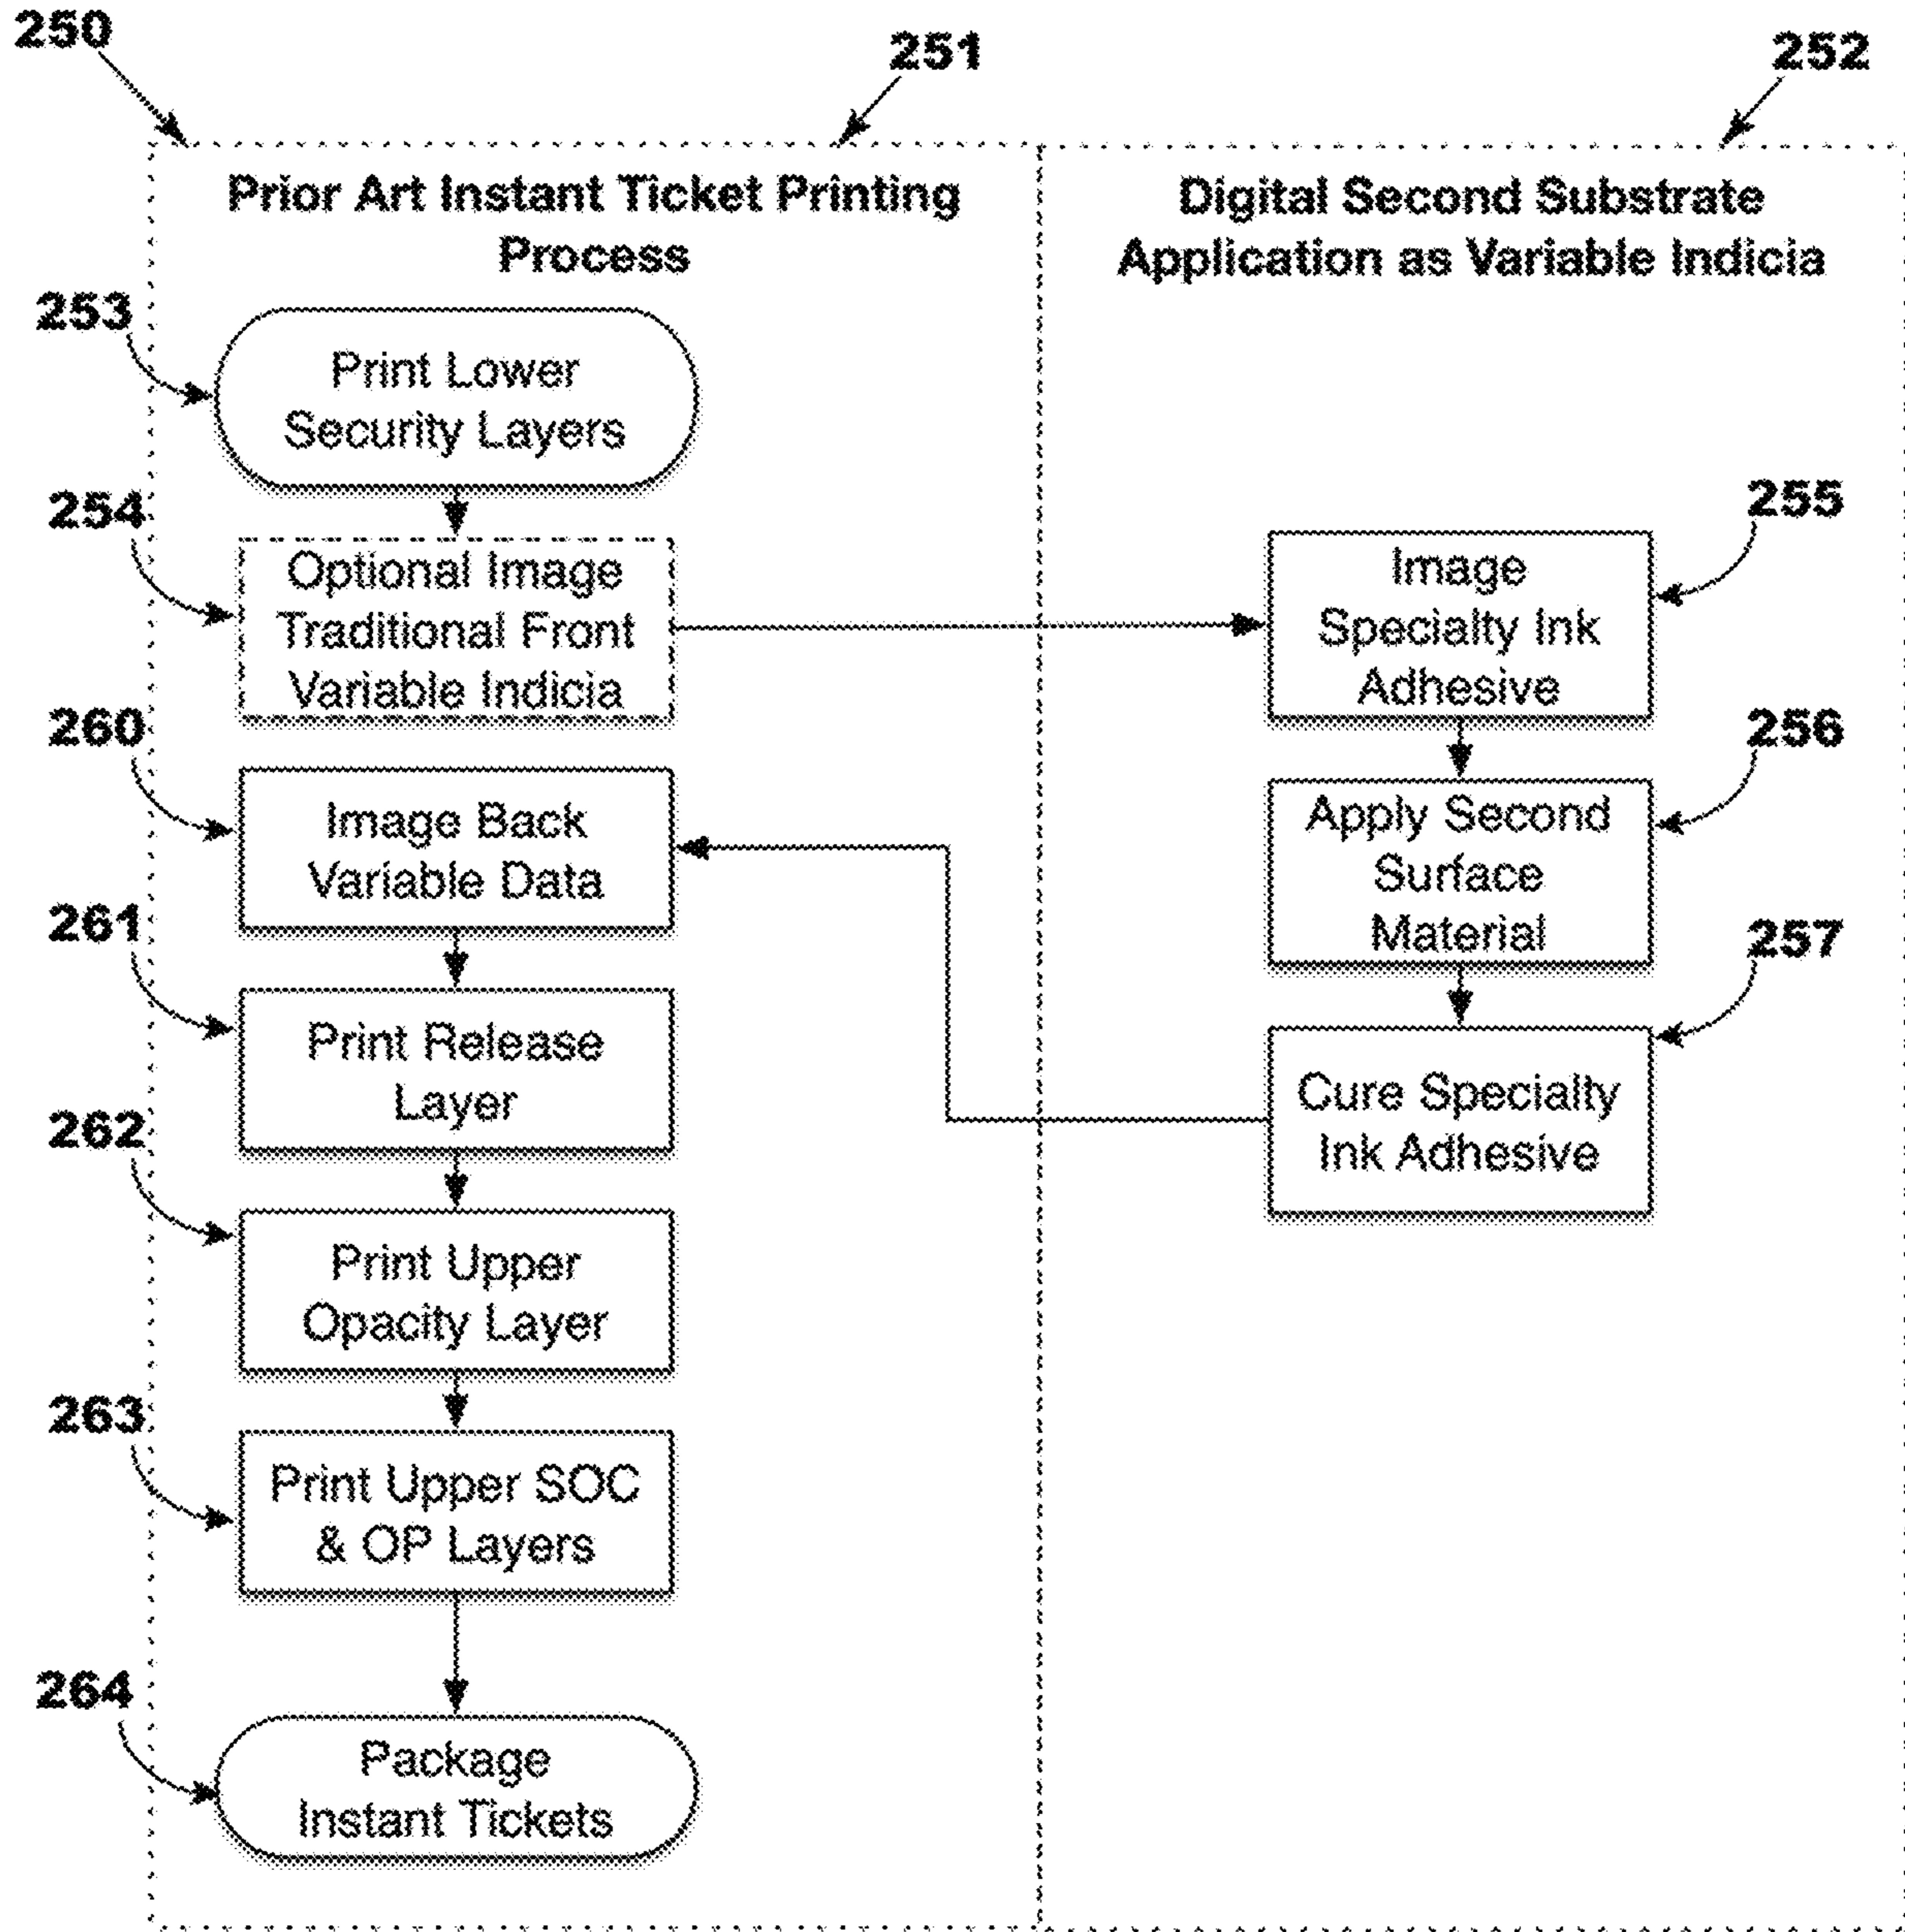 250
251
252
Prior Art Instant Ticket Printing
Process
Digital Second Substrate
Application as Variable Indicia
253
Print Lower
Security Layers
254
Optional Image
Traditional Front
Variable Indicia
255
Image
Specialty Ink
Adhesive
256
Apply Second
Surface
Material
257
Cure Specialty
Ink Adhesive
260
Image Back
Variable Data
261
Print Release
Layer
262
Print Upper
Opacity Layer
263
Print Upper SOC
& OP Layers
264
Package
Instant Tickets